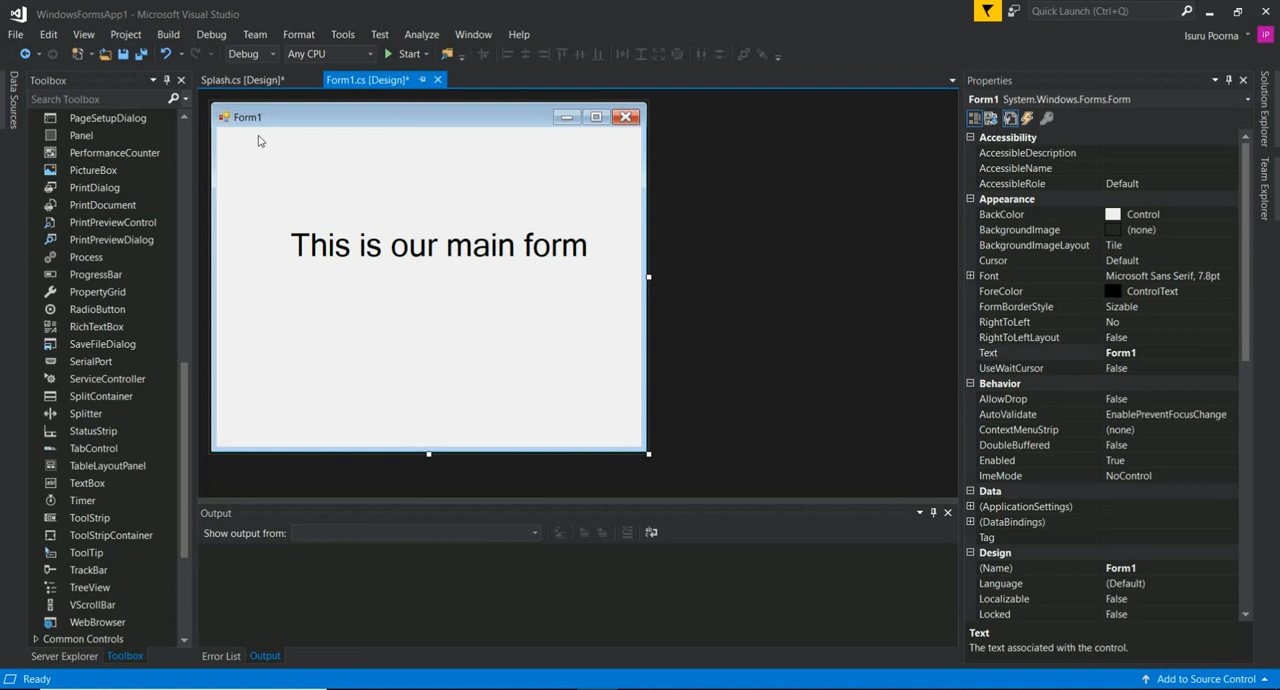 WindowsFormsApp1 - Microsoft Visual Studio
Quick Launch (Ctrl+Q)
File Edit View Project Build Debug Team Format Tools Test Analyze Window Help
Isuru Poorna IP
Debug Any CPU Start
Data Sources
Toolbox
Search Toolbox
PageSetupDialog
Panel
PerformanceCounter
PictureBox
PrintDialog
PrintDocument
PrintPreviewControl
PrintPreviewDialog
Process
ProgressBar
PropertyGrid
RadioButton
RichTextBox
SaveFileDialog
SerialPort
ServiceController
SplitContainer
Splitter
StatusStrip
TabControl
TableLayoutPanel
TextBox
Timer
ToolStrip
ToolStripContainer
ToolTip
TrackBar
TreeView
VScrollBar
WebBrowser
Common Controls
Server Explorer Toolbox
Splash.cs [Design]* Form1.cs [Design]*
Form1
This is our main form
Output
Show output from:
Error List Output
Properties
Form1 System.Windows.Forms.Form
Accessibility
AccessibleDescription
AccessibleName
AccessibleRole Default
Appearance
BackColor Control
BackgroundImage (none)
BackgroundImageLayout Tile
Cursor Default
Font Microsoft Sans Serif, 7.8pt
ForeColor ControlText
FormBorderStyle Sizable
RightToLeft No
RightToLeftLayout False
Text Form1
UseWaitCursor False
Behavior
AllowDrop False
AutoValidate EnablePreventFocusChange
ContextMenuStrip (none)
DoubleBuffered False
Enabled True
ImeMode NoControl
Data
(ApplicationSettings)
(DataBindings)
Tag
Design
(Name) Form1
Language (Default)
Localizable False
Locked False
Text
The text associated with the control.
Solution Explorer
Team Explorer
Ready
Add to Source Control